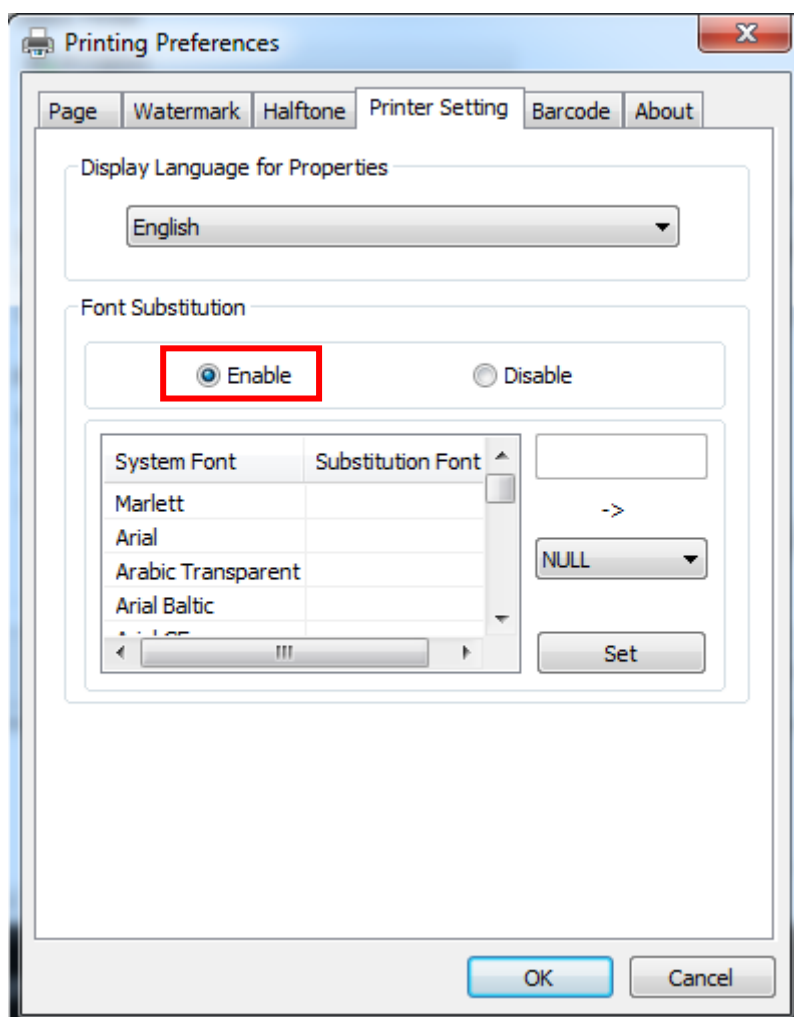 Printing Preferences
Page Watermark Halftone Printer Setting Barcode About
Display Language for Properties
English
Font Substitution
Enable Disable
System Font Substitution Font
Marlett
->
Arial
NULL
Arabic Transparent
Arial Baltic
Set
OK Cancel